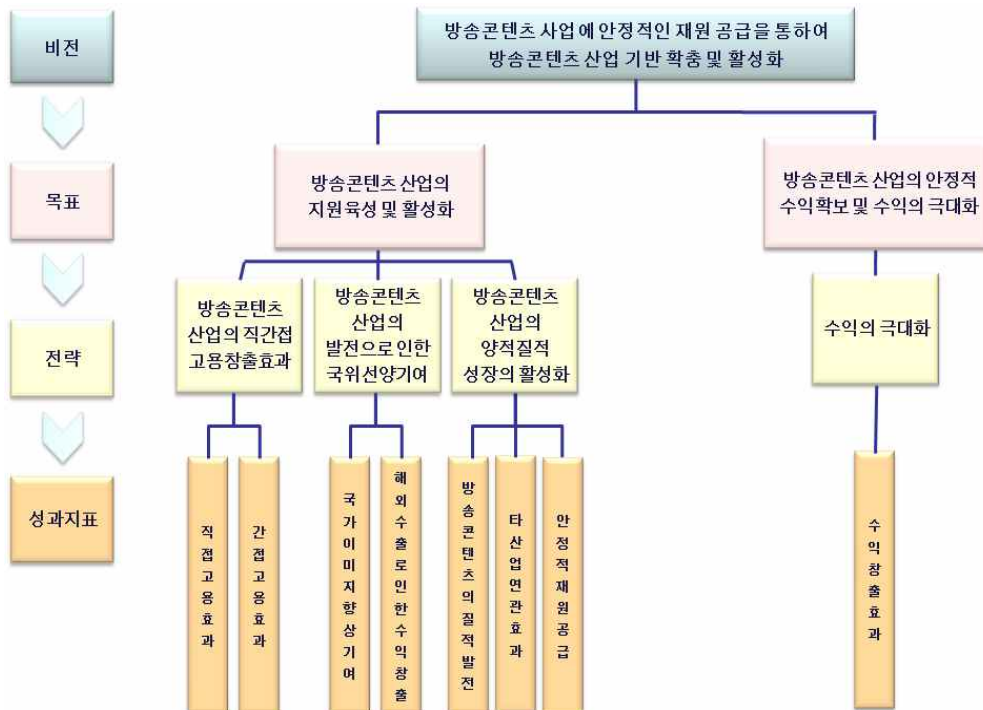 비전
방송콘텐츠 사업에 안정적인 재원 공급을 통하여
방송콘텐츠 산업 기반 확충 및 활성화
목표
방송콘텐츠 산업의
지원육성 및 활성화
방송콘텐츠 산업의 안정적
수익확보 및 수익의 극대화
전략
방송콘텐츠
산업의 직간접
고용창출효과
방송콘텐츠
산업의
발전으로 인한
국위선양기여
방송콘텐츠
산업의
양적질적
성장의 활성화
수익의 극대화
성과지표
직접고용효과
간접고용효과
국가이미지향상기여
해외수출로인한수익창출
방송콘텐츠의질적발전
타산업연관효과
안정적재원공급
수익창출효과